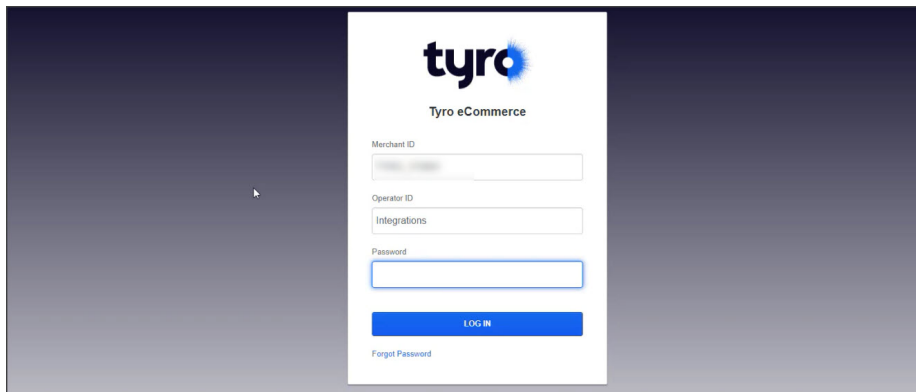 tyro
Tyro eCommerce
Merchant ID
Operator ID
Integrations
Password
LOG IN
Forgot Password